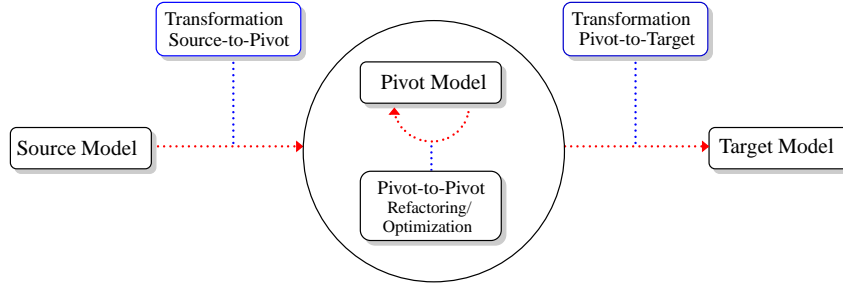 Transformation
Source-to-Pivot
Transformation
Pivot-to-Target
Pivot Model
Source Model
Target Model
Pivot-to-Pivot
Refactoring/
Optimization